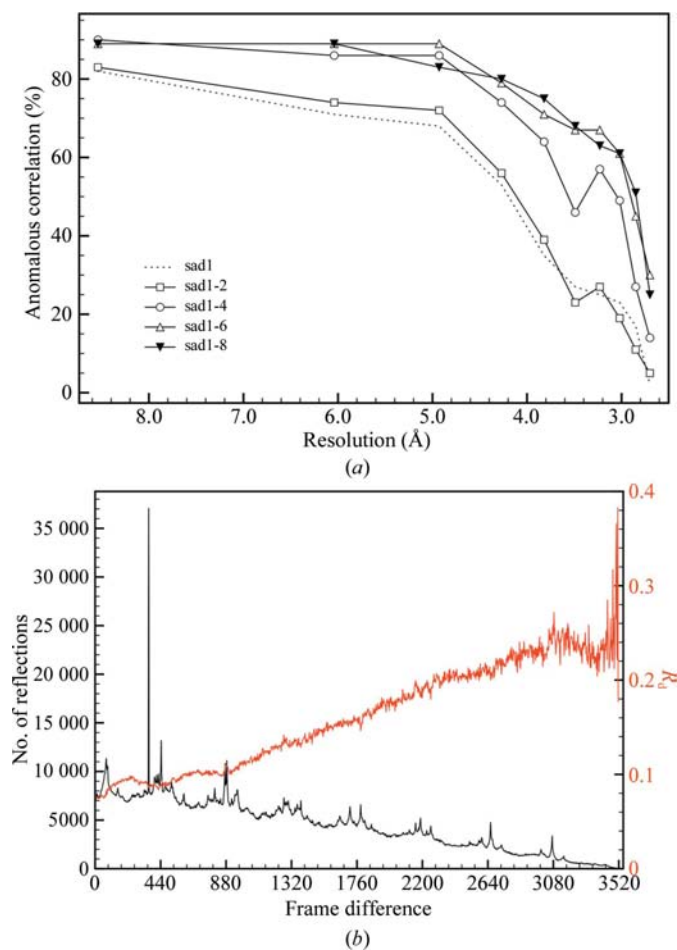 80
60
40
20
0
Anomalous correlation (%)
sad1
sad1-2
sad1-4
sad1-6
sad1-8
8.0 7.0 6.0 5.0 4.0 3.0
Resolution (Å)
(a)
35 000
30 000
25 000
20 000
15 000
10 000
5000
0
No. of reflections
0.4
0.3
0.2
0.1
0
R_d
0 440 880 1320 1760 2200 2640 3080 3520
Frame difference
(b)